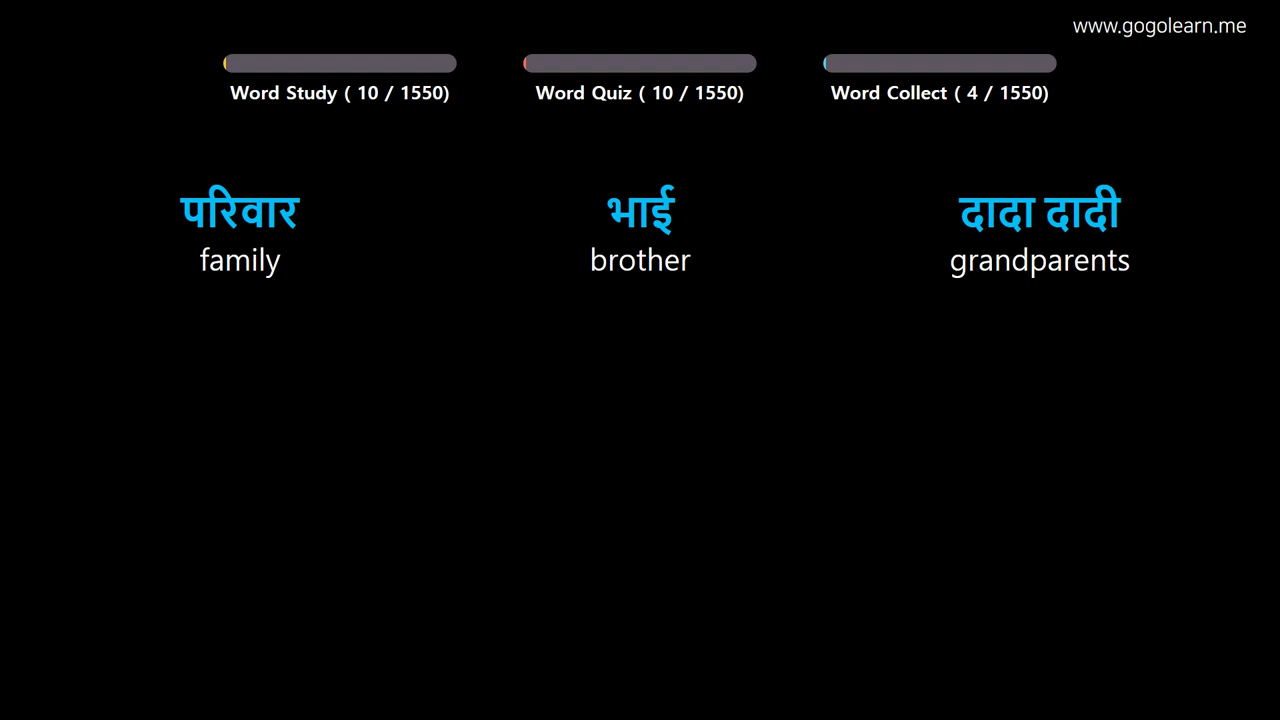 www.gogolearn.me
Word Study ( 10 / 1550)
Word Quiz ( 10 / 1550)
Word Collect ( 4 / 1550)
परिवार
family
भाई
brother
दादा दादी
grandparents